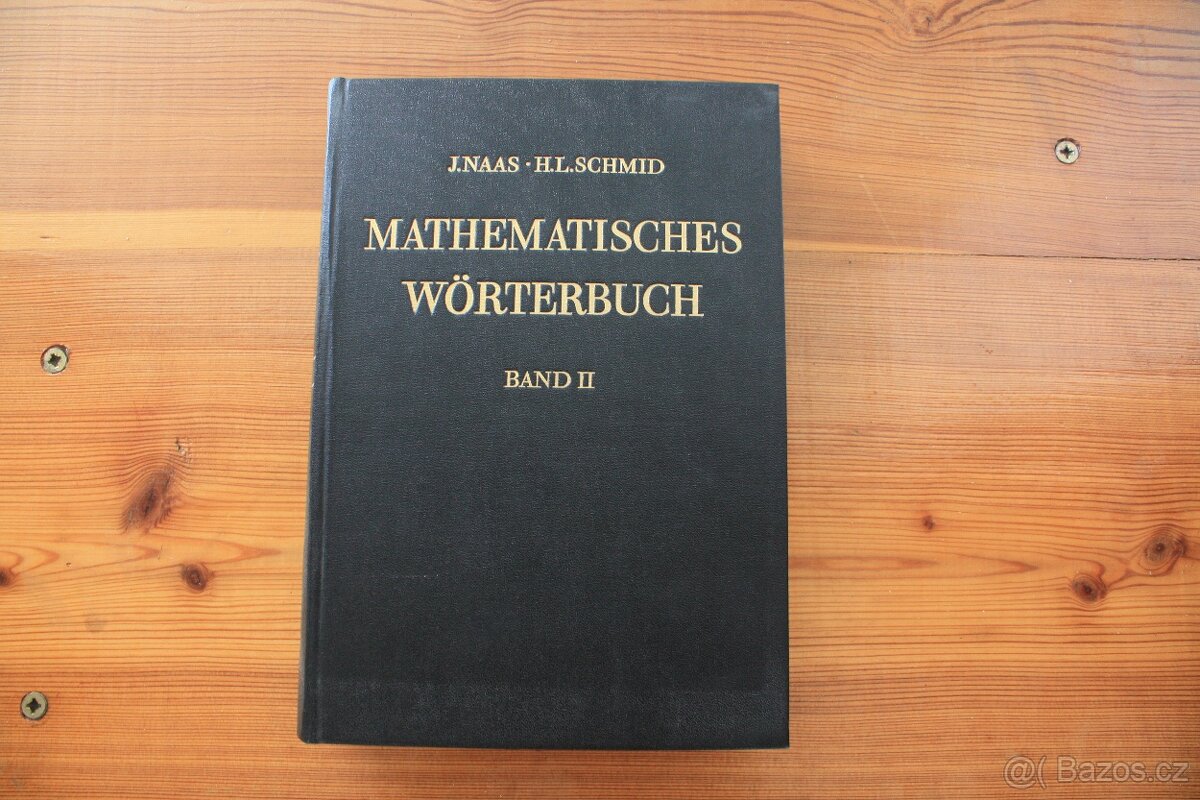 J.NAAS · H.L.SCHMID
MATHEMATISCHES
WÖRTERBUCH
BAND II
@( Bazos.cz